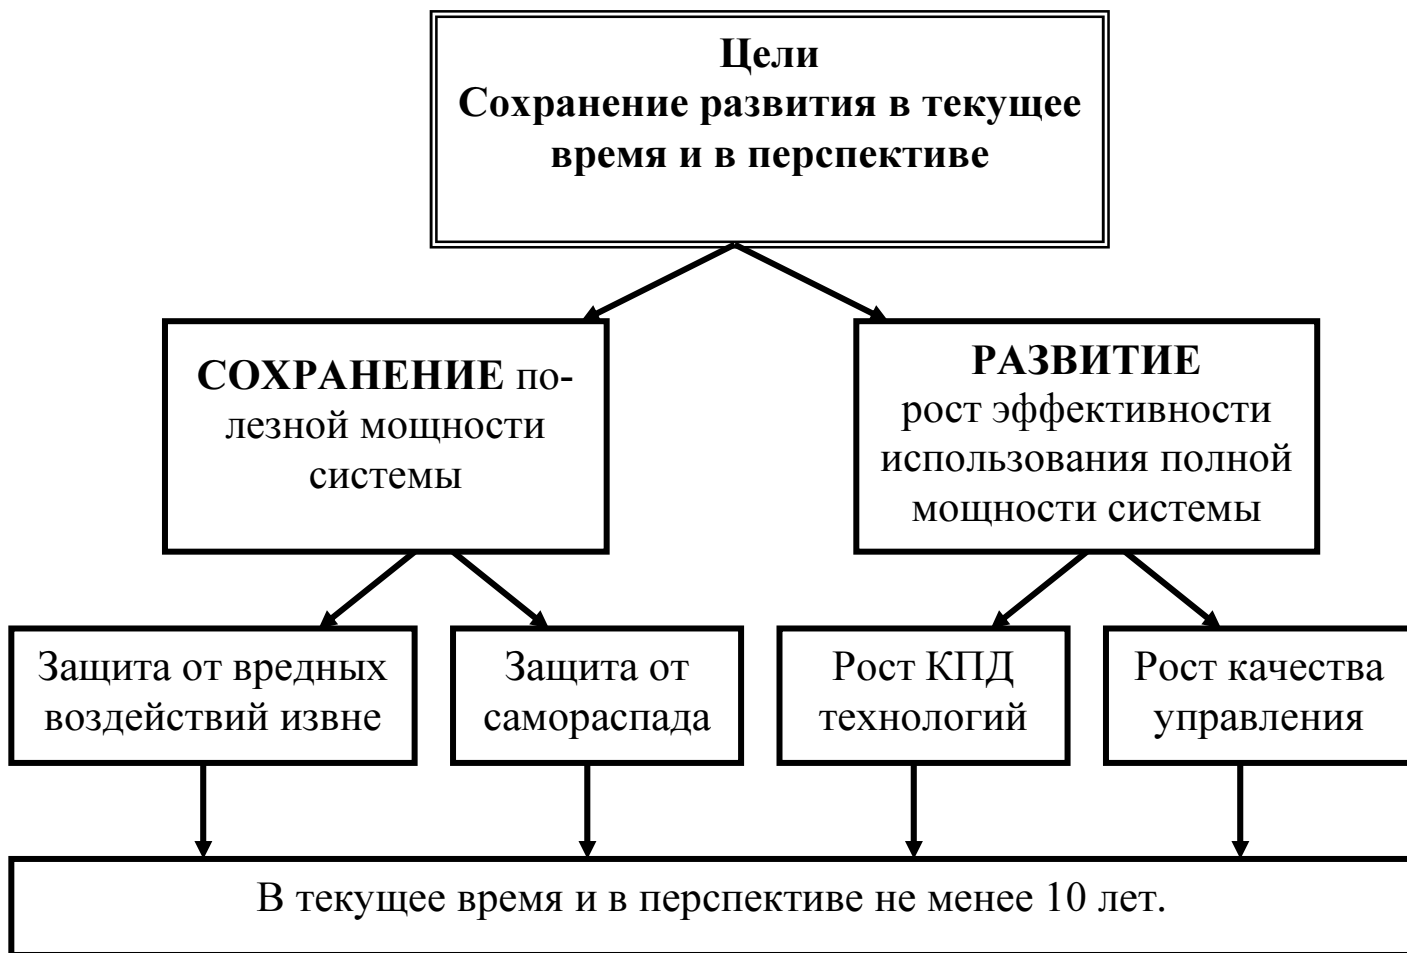 Цели
Сохранение развития в текущее
время и в перспективе
СОХРАНЕНИЕ по-
лезной мощности
системы
РАЗВИТИЕ
рост эффективности
использования полной
мощности системы
Защита от вредных
воздействий извне
Защита от
самораспада
Рост КПД
технологий
Рост качества
управления
В текущее время и в перспективе не менее 10 лет.